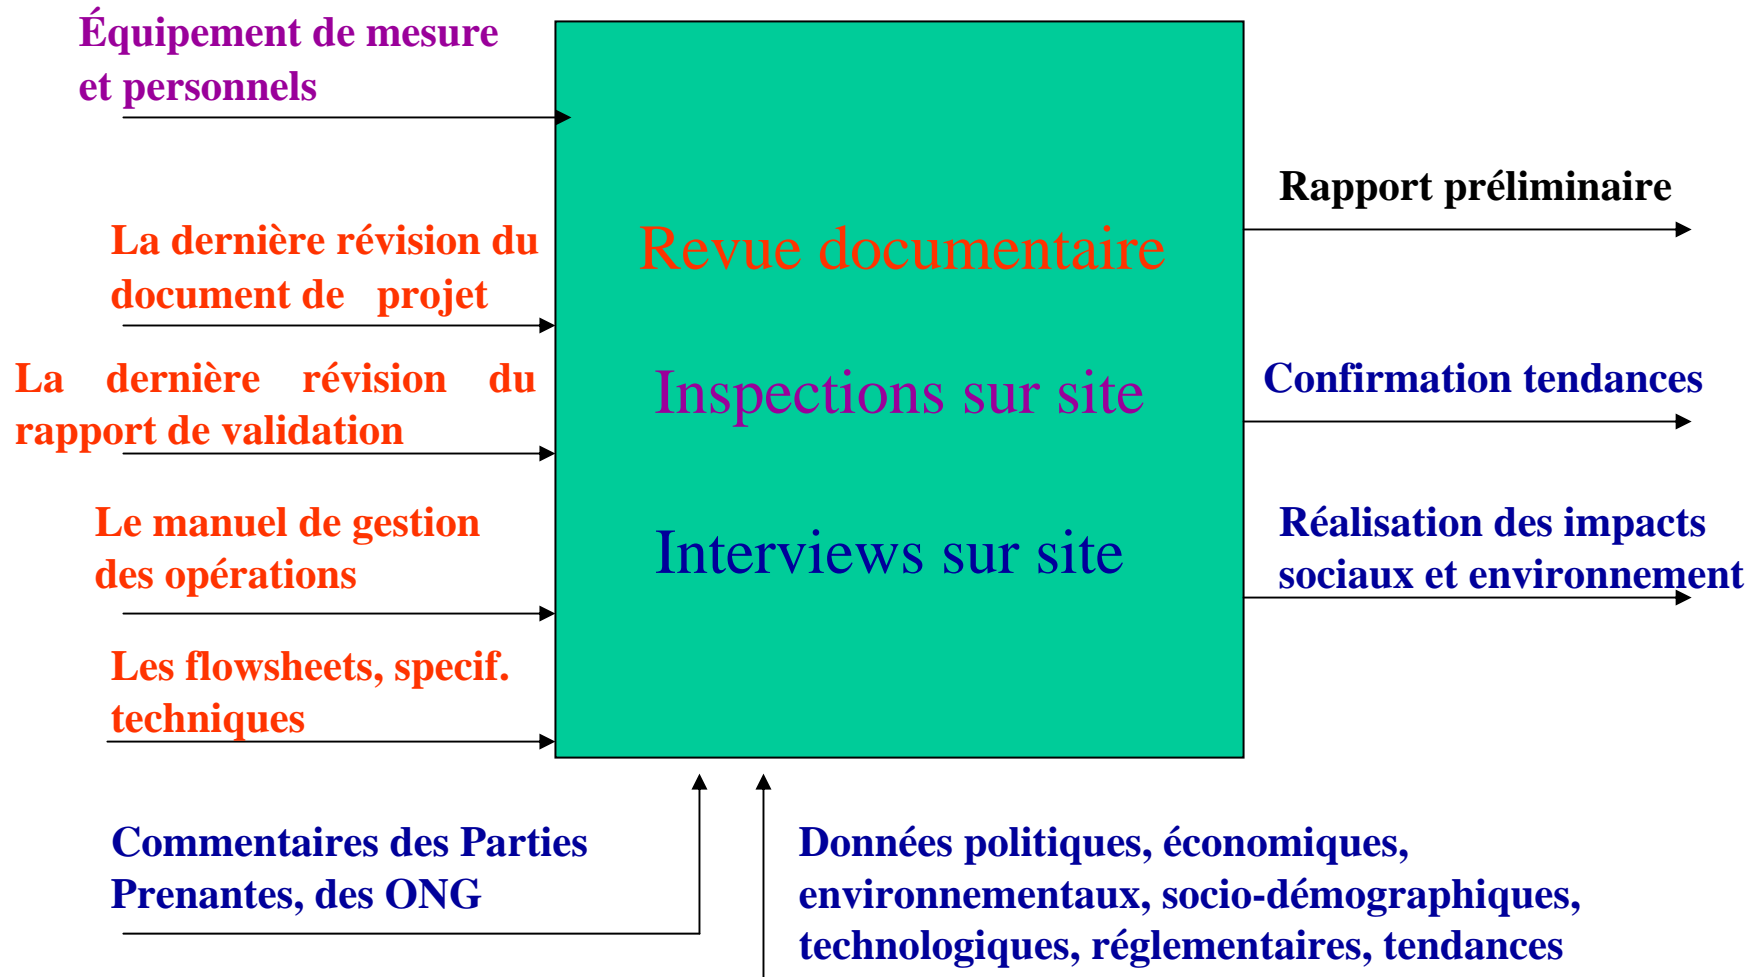 Équipement de mesure
et personnels
La dernière révision du
document de projet
La dernière révision du
rapport de validation
Le manuel de gestion
des opérations
Les flowsheets, specif.
techniques
Revue documentaire
Inspections sur site
Interviews sur site
Rapport préliminaire
Confirmation tendances
Réalisation des impacts
sociaux et environnement
Commentaires des Parties
Prenantes, des ONG
Données politiques, économiques,
environnementaux, socio-démographiques,
technologiques, réglementaires, tendances